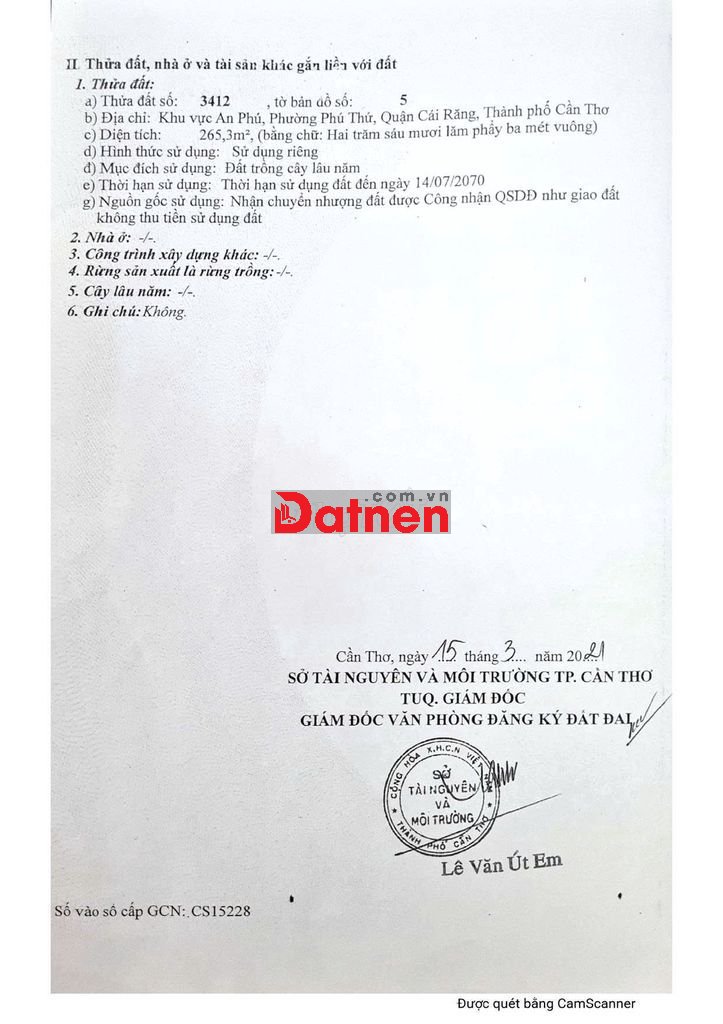 II. Thửa đất, nhà ở và tài sản khác gắn liền với đất
1. Thửa đất:
a) Thửa đất số: 3412 , tờ bản đồ số: 5
b) Địa chỉ: Khu vực An Phú, Phường Phú Thứ, Quận Cái Răng, Thành phố Cần Thơ
c) Diện tích: 265,3m², (bằng chữ: Hai trăm sáu mươi lăm phẩy ba mét vuông)
d) Hình thức sử dụng: Sử dụng riêng
đ) Mục đích sử dụng: Đất trồng cây lâu năm
e) Thời hạn sử dụng: Thời hạn sử dụng đất đến ngày 14/07/2070
g) Nguồn gốc sử dụng: Nhận chuyển nhượng đất được Công nhận QSDĐ như giao đất
không thu tiền sử dụng đất
2. Nhà ở: -/-.
3. Công trình xây dựng khác: -/-.
4. Rừng sản xuất là rừng trồng: -/-.
5. Cây lâu năm: -/-.
6. Ghi chú: Không.
.com.vn
Datnen
Cần Thơ, ngày 15 tháng 3 năm 2021
SỞ TÀI NGUYÊN VÀ MÔI TRƯỜNG TP. CẦN THƠ
TUQ. GIÁM ĐỐC
GIÁM ĐỐC VĂN PHÒNG ĐĂNG KÝ ĐẤT ĐAI
CỘNG HÒA X.H.C.N VIỆT NAM
SỞ
TÀI NGUYÊN
VÀ
MÔI TRƯỜNG
THÀNH PHỐ CẦN THƠ
Lê Văn Út Em
Số vào sổ cấp GCN: CS15228
Được quét bằng CamScanner